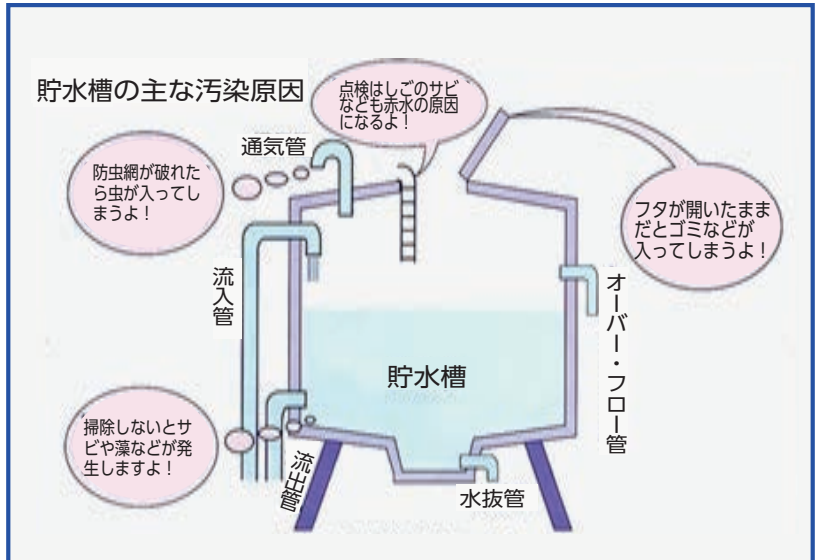 貯水槽の主な汚染原因
点検はしごのサビ
なども赤水の原因
になるよ！
通気管
防虫網が破れた
ら虫が入ってし
まうよ！
フタが開いたまま
だとゴミなどが
入ってしまうよ！
流入管
オーバー・フロー管
貯水槽
掃除しないとサ
ビや藻などが発
生しますよ！
流出管
水抜管